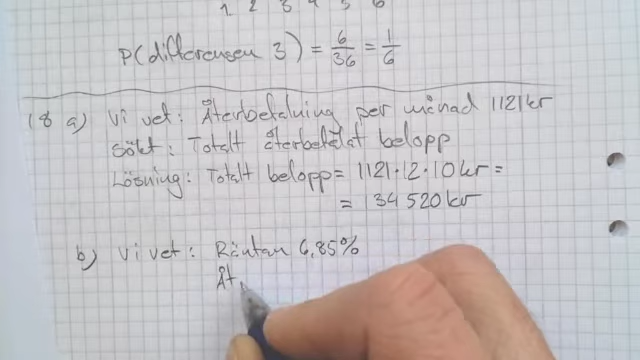 1 2 3 4 5 6
P(differensen 3) = 6/36 = 1/6
18 a) Vi vet: Återbetalning per månad 1121 kr
Sökt: Totalt återbetalat belopp
Lösning: Totalt belopp = 1121·12·10 kr =
= 134 520 kr
b) Vi vet: Räntan 6,85%
Åt